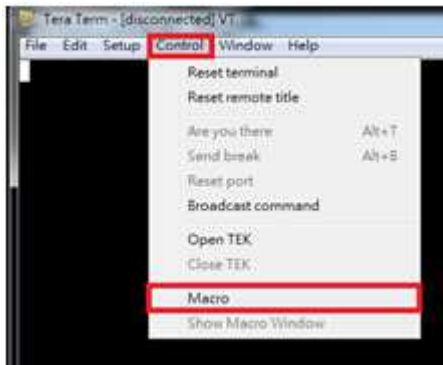 Tera Term - [disconnected] VT
File Edit Setup Control Window Help
Reset terminal
Reset remote title
Are you there Alt+T
Send break Alt+B
Reset port
Broadcast command
Open TEK
Close TEK
Macro
Show Macro Window